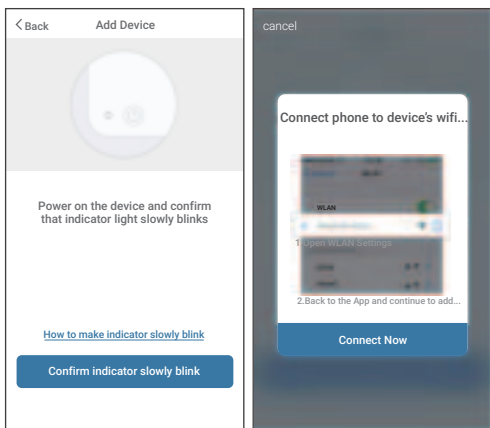 Back
Add Device
Power on the device and confirm
that indicator light slowly blinks
How to make indicator slowly blink
Confirm indicator slowly blink
cancel
Connect phone to device's wifi...
WLAN
1.Open WLAN Settings
2.Back to the App and continue to add...
Connect Now